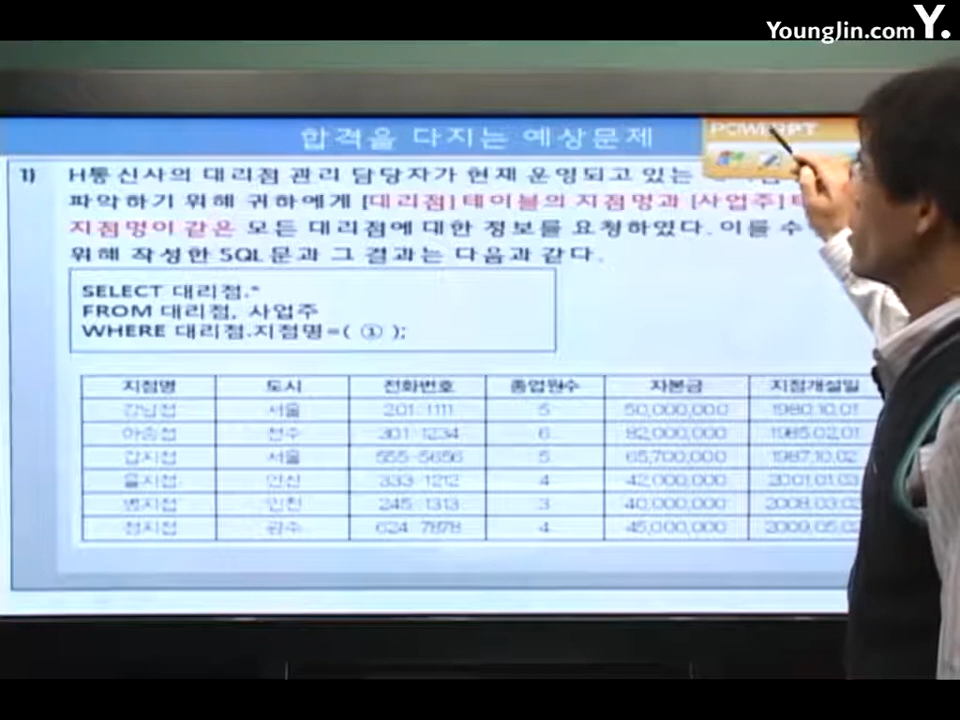 YoungJin.com Y.
합격을 다지는 예상문제
POWERPT
1) H통신사의 대리점 관리 담당자가 현재 운영되고 있는
파악하기 위해 귀하에게 [대리점] 테이블의 지점명과 [사업주]
지점명이 같은 모든 대리점에 대한 정보를 요청하였다. 이를 수
위해 작성한 SQL문과 그 결과는 다음과 같다.
SELECT 대리점.*
FROM 대리점, 사업주
WHERE 대리점.지점명=( ① );
지점명 도시 전화번호 종업원수 자본금 지점개설일
강남점 서울 201-1111 5 50,000,000 1980.10.01
301-1234 6 82,000,000 1985.02.01
갑지점 서울 555-5656 5 65,700,000 1987.10.02
을지점 333-1212 4 42,000,000 2001.01.03
병지점 인천 245-1313 3 40,000,000 2008.03.03
정지점 광주 624-7878 4 45,000,000